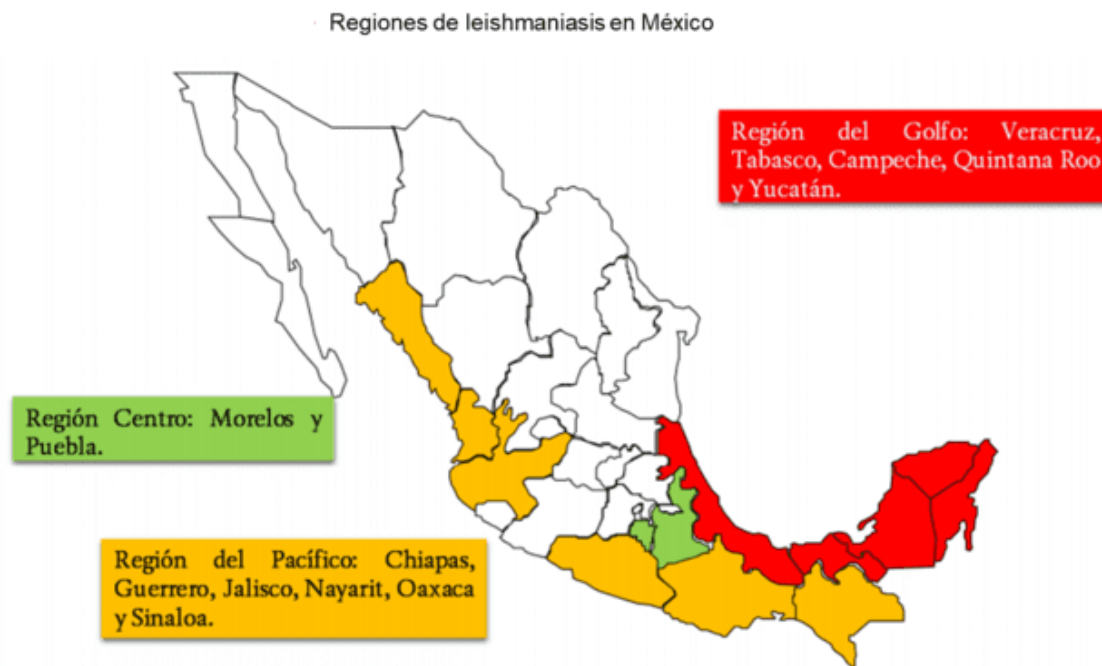 Regiones de leishmaniasis en México
Región del Golfo: Veracruz,
Tabasco, Campeche, Quintana Roo
y Yucatán.
Región Centro: Morelos y
Puebla.
Región del Pacífico: Chiapas,
Guerrero, Jalisco, Nayarit, Oaxaca
y Sinaloa.